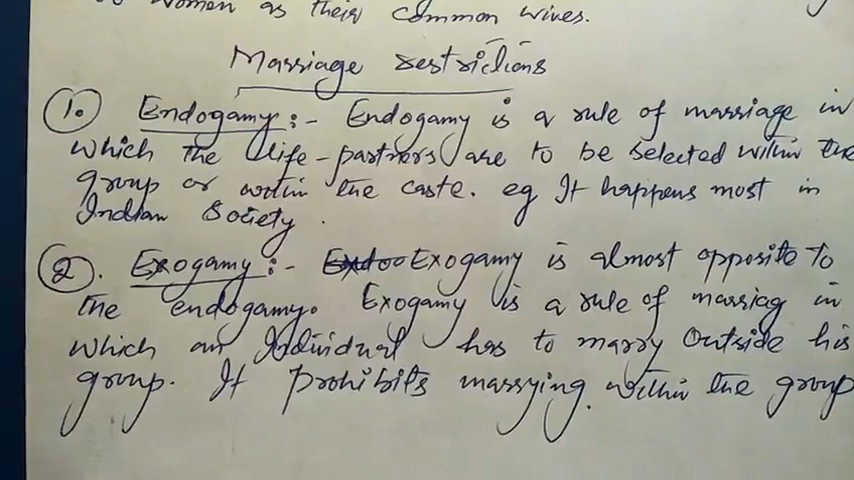 women as their common wives.
Marriage restrictions
1. Endogamy :- Endogamy is a rule of marriage in
which the life-partners are to be selected within the
group or within the caste. eg It happens most in
Indian Society.
2. Exogamy :- Exogamy is almost opposite to
the endogamy. Exogamy is a rule of marriag in
which an Individual has to marry outside his
group. It prohibits marrying within the group